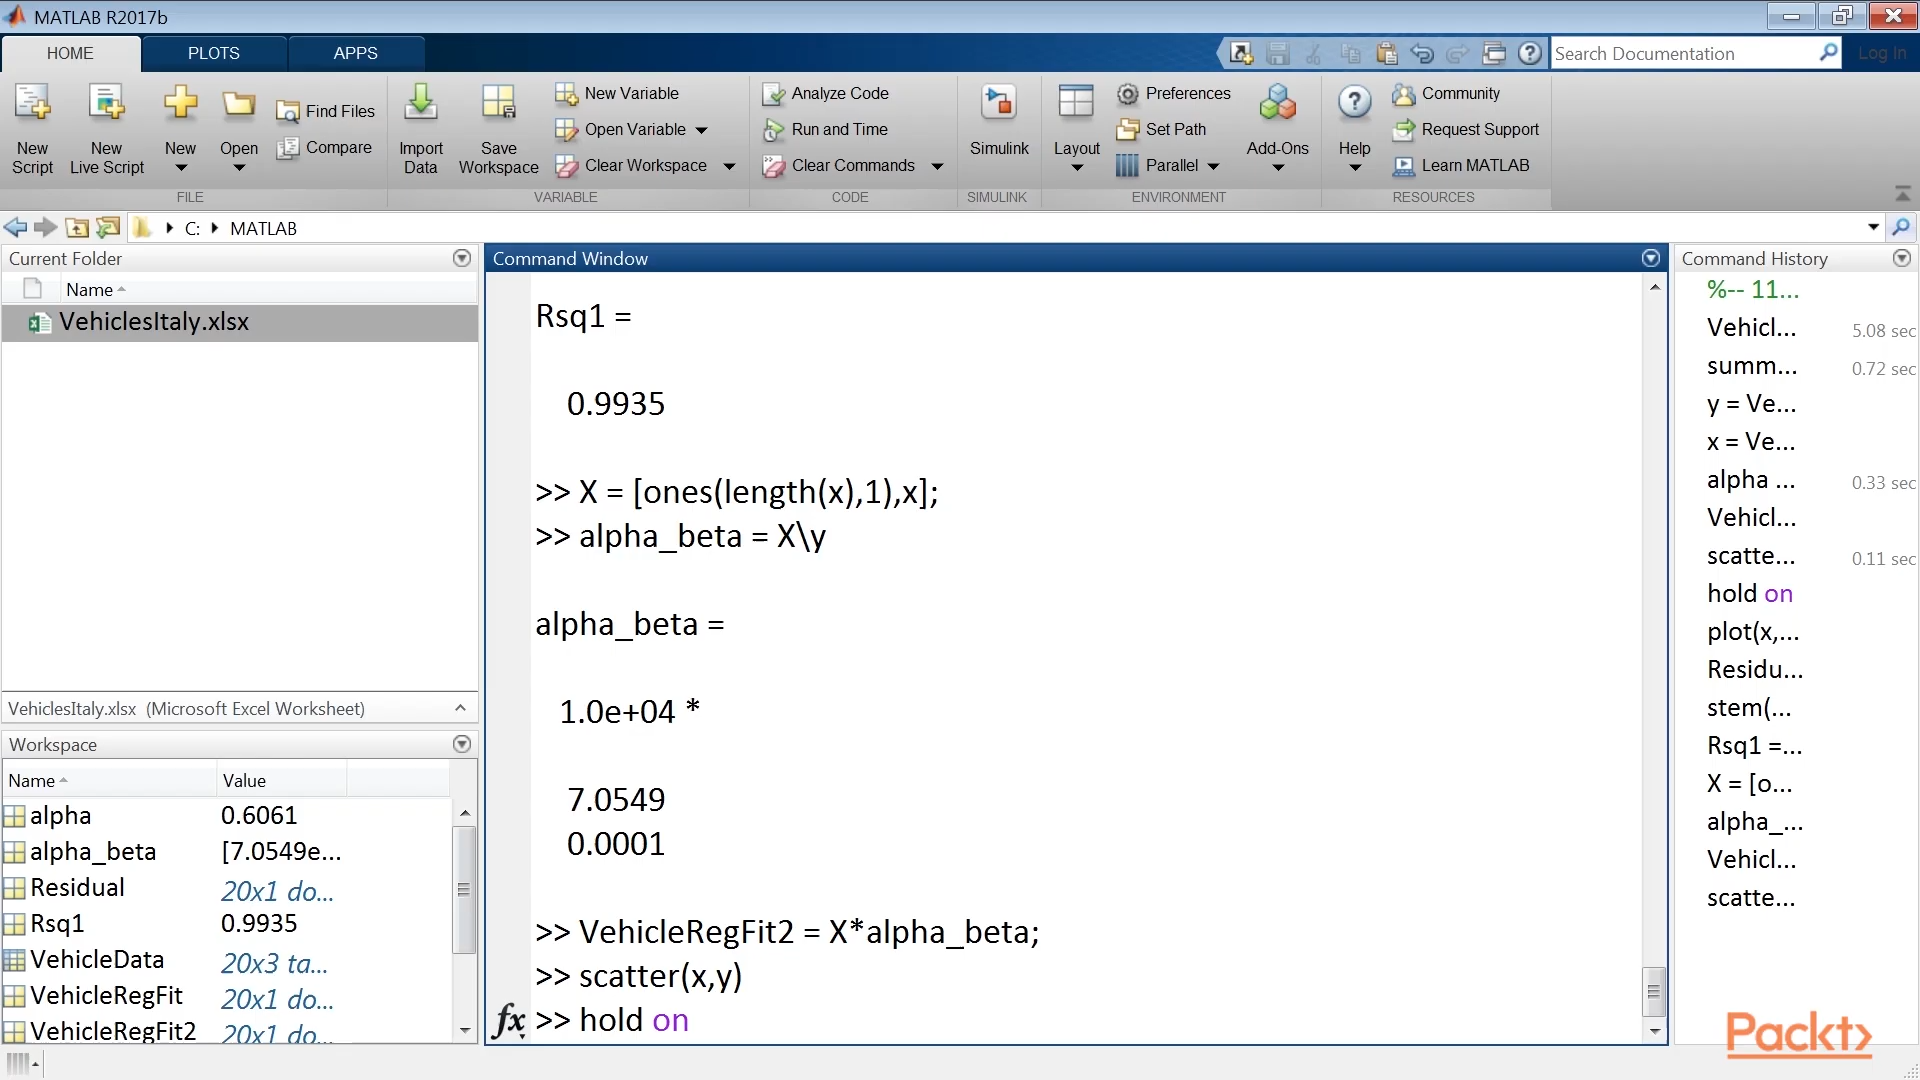 MATLAB R2017b
HOME
PLOTS
APPS
Search Documentation
Log In
New Script
New Live Script
New
Open
Find Files
Compare
Import Data
Save Workspace
New Variable
Open Variable
Clear Workspace
Analyze Code
Run and Time
Clear Commands
Simulink
Layout
Preferences
Set Path
Parallel
Add-Ons
Help
Community
Request Support
Learn MATLAB
FILE
VARIABLE
CODE
SIMULINK
ENVIRONMENT
RESOURCES
C:
MATLAB
Current Folder
Name
VehiclesItaly.xlsx
VehiclesItaly.xlsx (Microsoft Excel Worksheet)
Workspace
Name Value
alpha 0.6061
alpha_beta [7.0549e...
Residual 20x1 do...
Rsq1 0.9935
VehicleData 20x3 ta...
VehicleRegFit 20x1 do...
VehicleRegFit2 20x1 do...
Command Window
Rsq1 =
0.9935
>> X = [ones(length(x),1),x];
>> alpha_beta = X\y
alpha_beta =
1.0e+04 *
7.0549
0.0001
>> VehicleRegFit2 = X*alpha_beta;
>> scatter(x,y)
fx >> hold on
Command History
%-- 11...
Vehicl... 5.08 sec
summ... 0.72 sec
y = Ve...
x = Ve...
alpha ... 0.33 sec
Vehicl...
scatte... 0.11 sec
hold on
plot(x,...
Residu...
stem(...
Rsq1 =...
X = [o...
alpha_...
Vehicl...
scatte...
Packt>